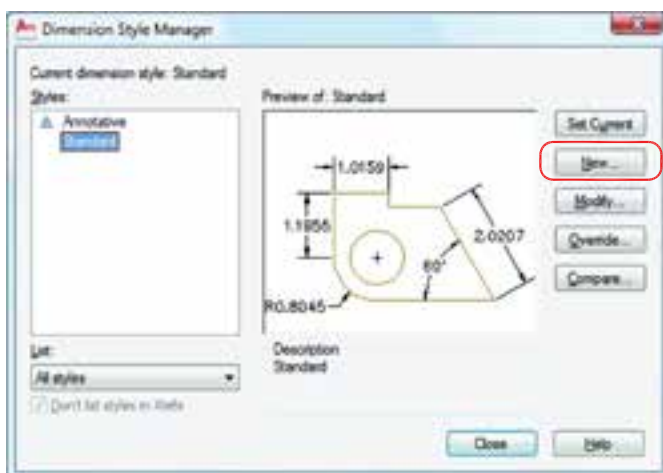 Dimension Style Manager
Current dimension style: Standard
Styles:
Annotative
Standard
Preview of: Standard
1.0159
1.1955
2.0207
60°
R0.8045
Set Current
New...
Modify...
Override...
Compare...
List:
All styles
Don't list styles in Xrefs
Description
Standard
Close
Help